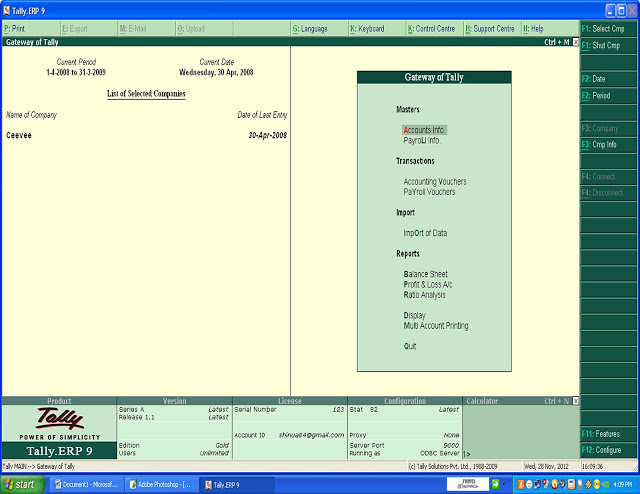 Tally.ERP 9
P: Print E: Export M: E-Mail O: Upload G: Language K: Keyboard K: Control Centre H: Support Centre H: Help F1: Select Cmp
Gateway of Tally Ctrl + M F1: Shut Cmp
Current Period Current Date
1-4-2008 to 31-3-2009 Wednesday, 30 Apr, 2008
List of Selected Companies
Name of Company Date of Last Entry
Ceevee 30-Apr-2008
Gateway of Tally
Masters
Accounts Info.
PayroLl Info.
Transactions
Accounting Vouchers
PaYroll Vouchers
Import
ImpOrt of Data
Reports
Balance Sheet
Profit & Loss A/c
Ratio Analysis
Display
Multi Account Printing
Quit
F2: Date
F2: Period
F3: Company
F3: Cmp Info
F4: Connect
F4: Disconnect
F11: Features
F12: Configure
Product Version License Configuration Calculator Ctrl + N
Tally
POWER OF SIMPLICITY
Tally.ERP 9
Series A Latest
Release 1.1 Latest
Edition Gold
Users Unlimited
Serial Number 123
Account ID shinua64@gmail.com
Stat 82 Latest
Proxy None
Server Port 9000
Running as ODBC Server
1>
Tally MAIN --> Gateway of Tally (c) Tally Solutions Pvt. Ltd., 1988-2009 Wed, 28 Nov, 2012 16:09:36
start Document1 - Microsof... Adobe Photoshop - [... Tally.ERP 9 nero SEARCH 4:09 PM